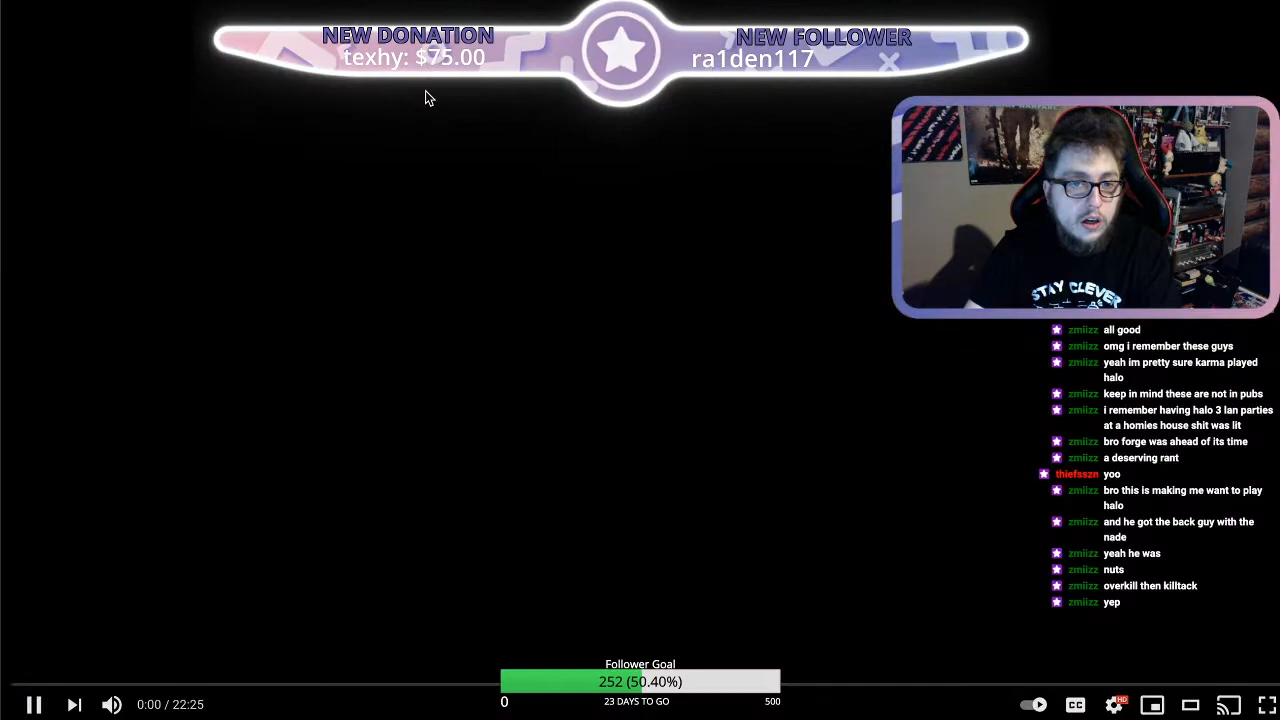 NEW DONATION
texhy: $75.00
NEW FOLLOWER
ra1den117
STAY CLEVER
zmiizz all good
zmiizz omg i remember these guys
zmiizz yeah im pretty sure karma played
halo
zmiizz keep in mind these are not in pubs
zmiizz i remember having halo 3 lan parties
at a homies house shit was lit
zmiizz bro forge was ahead of its time
zmiizz a deserving rant
thiefsszn yoo
zmiizz bro this is making me want to play
halo
zmiizz and he got the back guy with the
nade
zmiizz yeah he was
zmiizz nuts
zmiizz overkill then killtack
zmiizz yep
Follower Goal
252 (50.40%)
0
23 DAYS TO GO
500
0:00 / 22:25
CC
HD